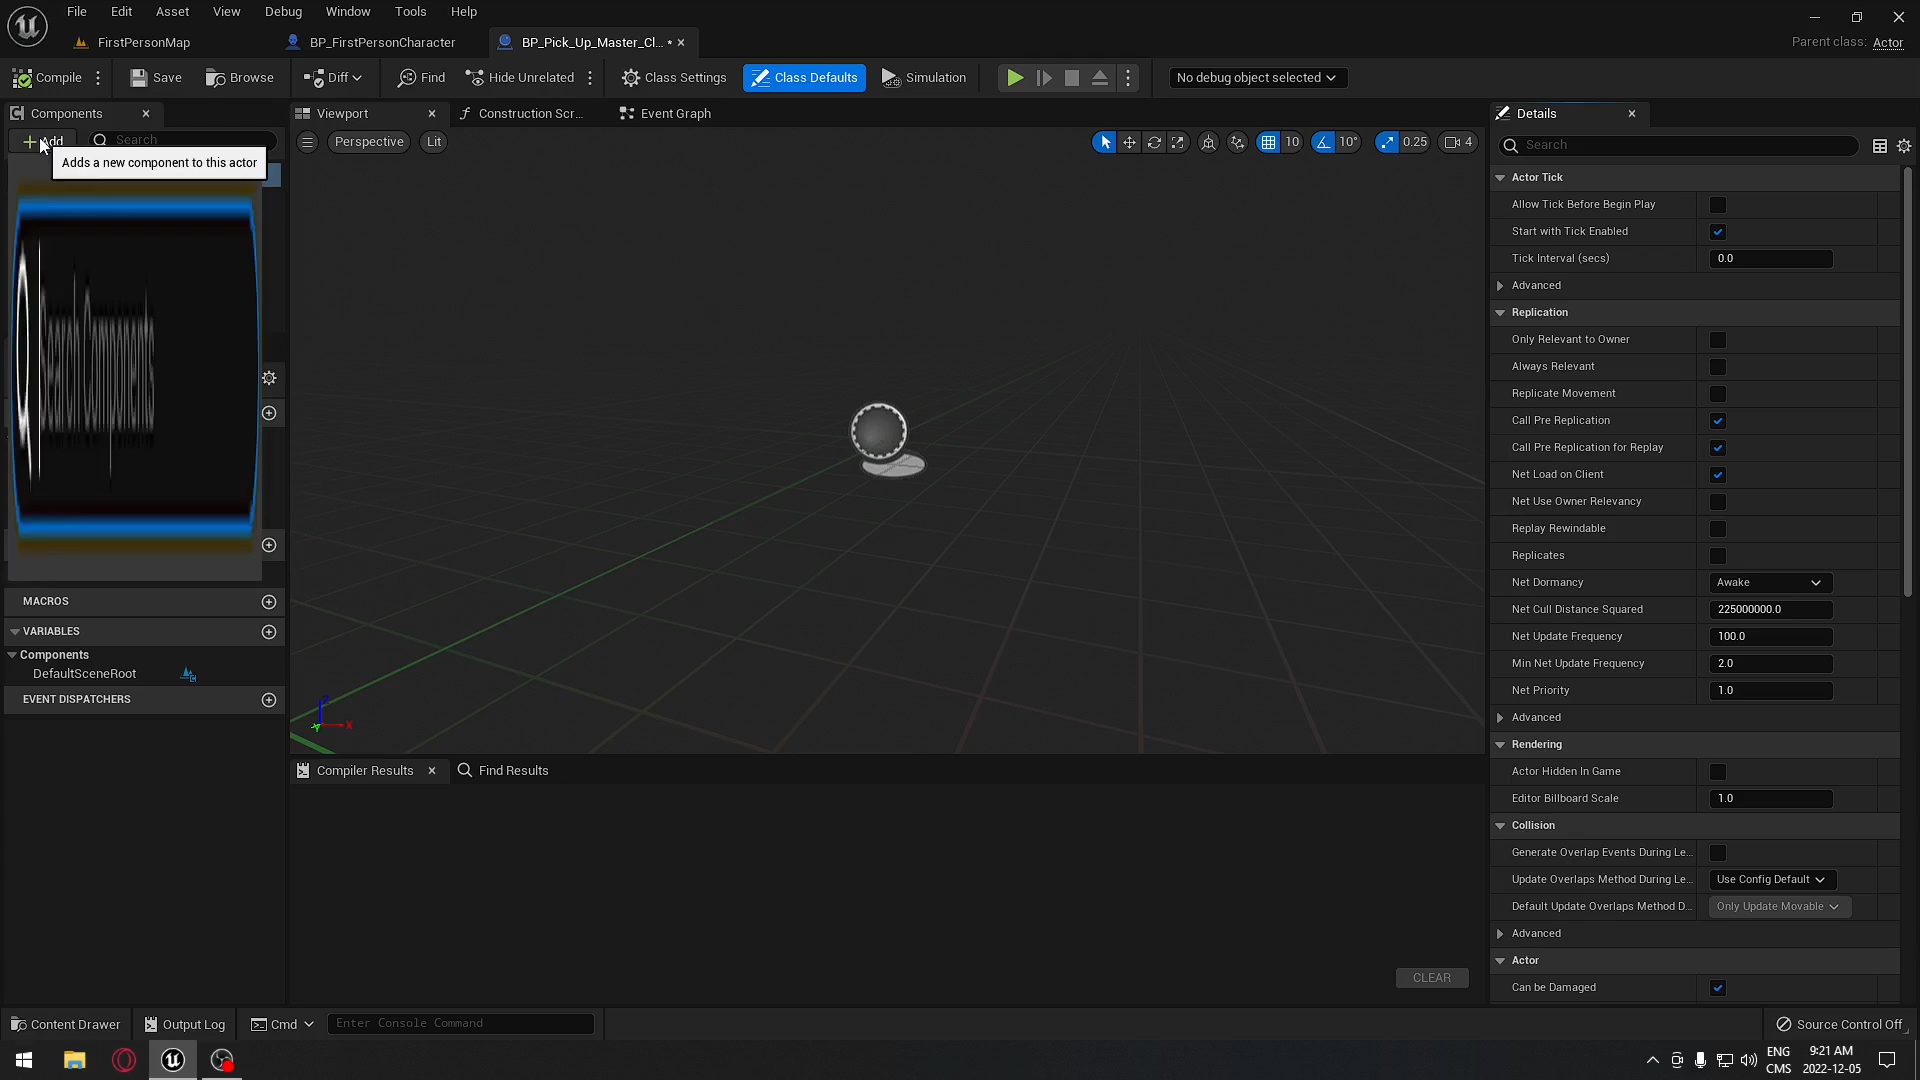 File Edit Asset View Debug Window Tools Help
FirstPersonMap BP_FirstPersonCharacter BP_Pick_Up_Master_Cl... • Parent class: Actor
Compile Save Browse Diff Find Hide Unrelated Class Settings Class Defaults Simulation No debug object selected
Components Viewport Construction Scr... Event Graph Details
Add Search Perspective Lit 10 10° 0.25 4 Search
Adds a new component to this actor
Search Components
MACROS
VARIABLES
Components
DefaultSceneRoot
EVENT DISPATCHERS
X
Z
Compiler Results Find Results
CLEAR
Actor Tick
Allow Tick Before Begin Play
Start with Tick Enabled
Tick Interval (secs) 0.0
Advanced
Replication
Only Relevant to Owner
Always Relevant
Replicate Movement
Call Pre Replication
Call Pre Replication for Replay
Net Load on Client
Net Use Owner Relevancy
Replay Rewindable
Replicates
Net Dormancy Awake
Net Cull Distance Squared 225000000.0
Net Update Frequency 100.0
Min Net Update Frequency 2.0
Net Priority 1.0
Advanced
Rendering
Actor Hidden In Game
Editor Billboard Scale 1.0
Collision
Generate Overlap Events During Le...
Update Overlaps Method During Le... Use Config Default
Default Update Overlaps Method D... Only Update Movable
Advanced
Actor
Can be Damaged
Content Drawer Output Log Cmd Enter Console Command Source Control Off
ENG 9:21 AM
CMS 2022-12-05